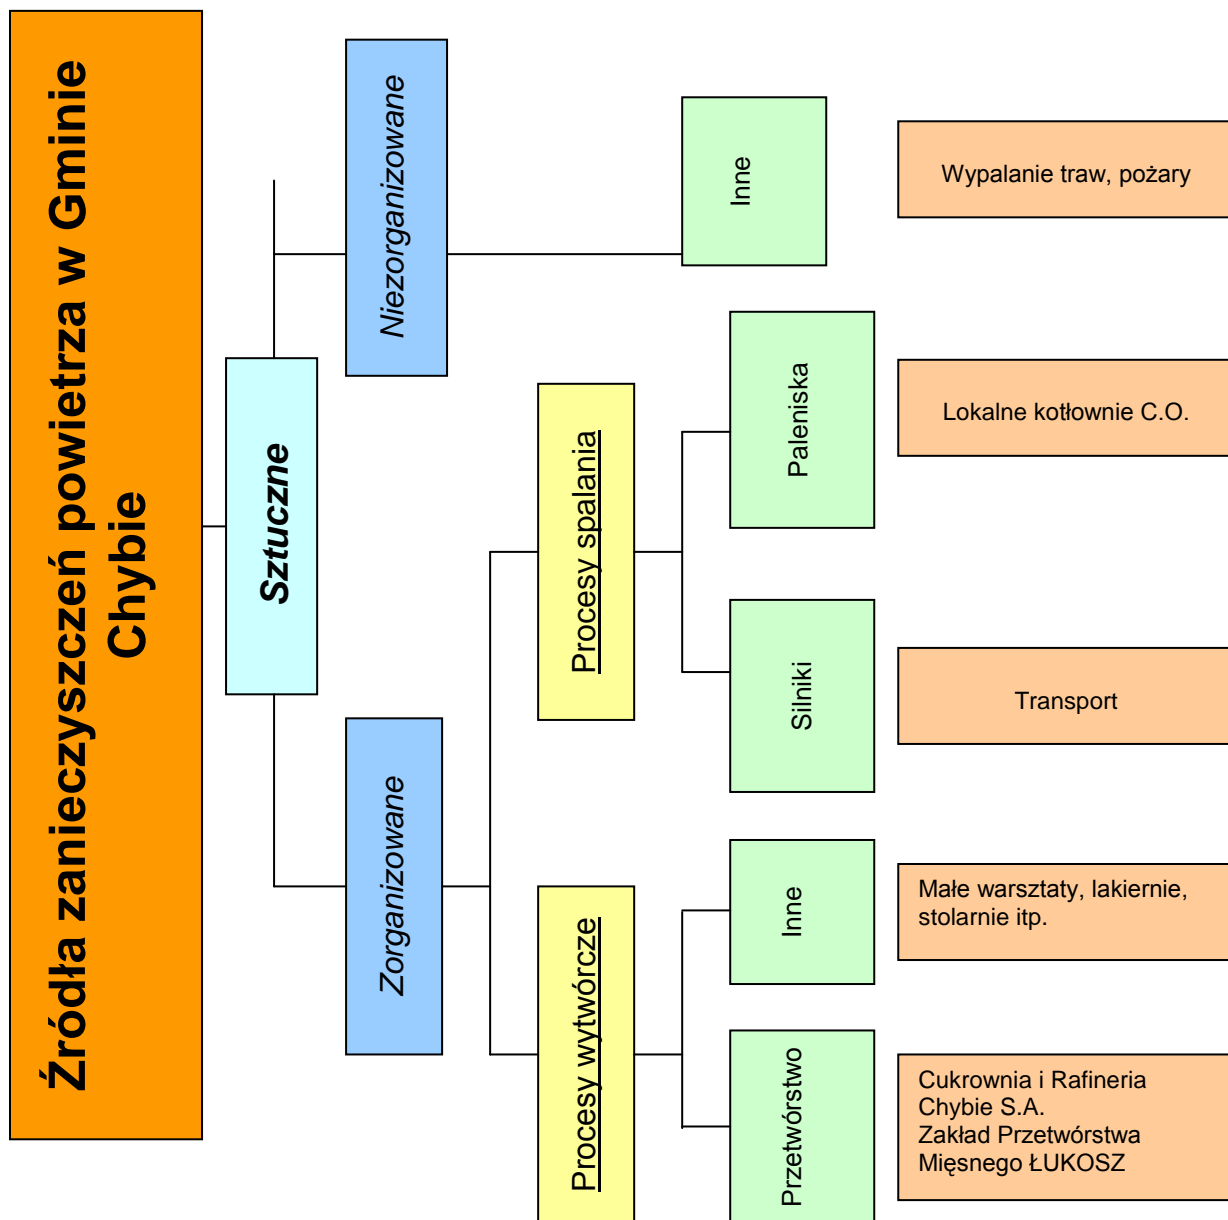 Źródła zanieczyszczeń powietrza w Gminie
Chybie
Sztuczne
Zorganizowane
Niezorganizowane
Procesy wytwórcze
Procesy spalania
Przetwórstwo
Inne
Silniki
Paleniska
Inne
Cukrownia i Rafineria
Chybie S.A.
Zakład Przetwórstwa
Mięsnego ŁUKOSZ
Małe warsztaty, lakiernie,
stolarnie itp.
Transport
Lokalne kotłownie C.O.
Wypalanie traw, pożary